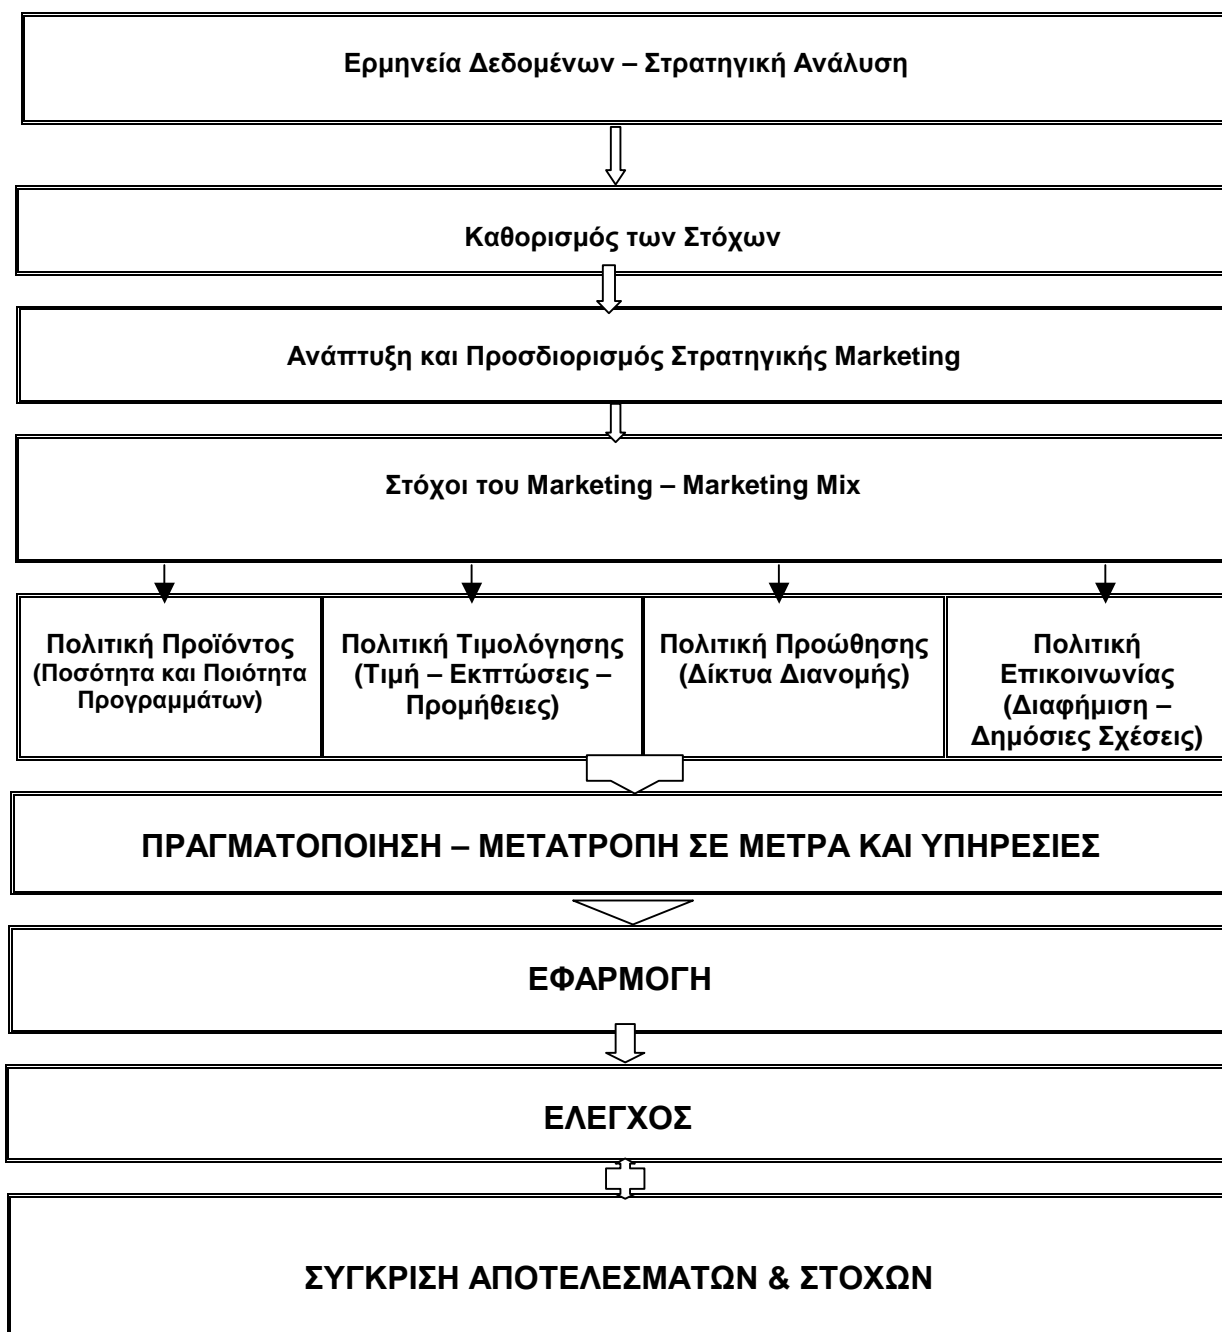 Ερμηνεία Δεδομένων – Στρατηγική Ανάλυση
Καθορισμός των Στόχων
Ανάπτυξη και Προσδιορισμός Στρατηγικής Marketing
Στόχοι του Marketing – Marketing Mix
Πολιτική Προϊόντος
(Ποσότητα και Ποιότητα
Προγραμμάτων)
Πολιτική Τιμολόγησης
(Τιμή – Εκπτώσεις –
Προμήθειες)
Πολιτική Προώθησης
(Δίκτυα Διανομής)
Πολιτική
Επικοινωνίας
(Διαφήμιση –
Δημόσιες Σχέσεις)
ΠΡΑΓΜΑΤΟΠΟΙΗΣΗ – ΜΕΤΑΤΡΟΠΗ ΣΕ ΜΕΤΡΑ ΚΑΙ ΥΠΗΡΕΣΙΕΣ
ΕΦΑΡΜΟΓΗ
ΕΛΕΓΧΟΣ
ΣΥΓΚΡΙΣΗ ΑΠΟΤΕΛΕΣΜΑΤΩΝ & ΣΤΟΧΩΝ